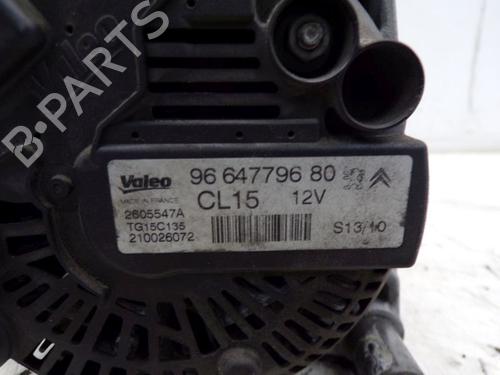 B-PARTS
Valeo
96 647796 80
MADE IN FRANCE
CL15 12V
2605547A
TG15C135
210026072
S13/10